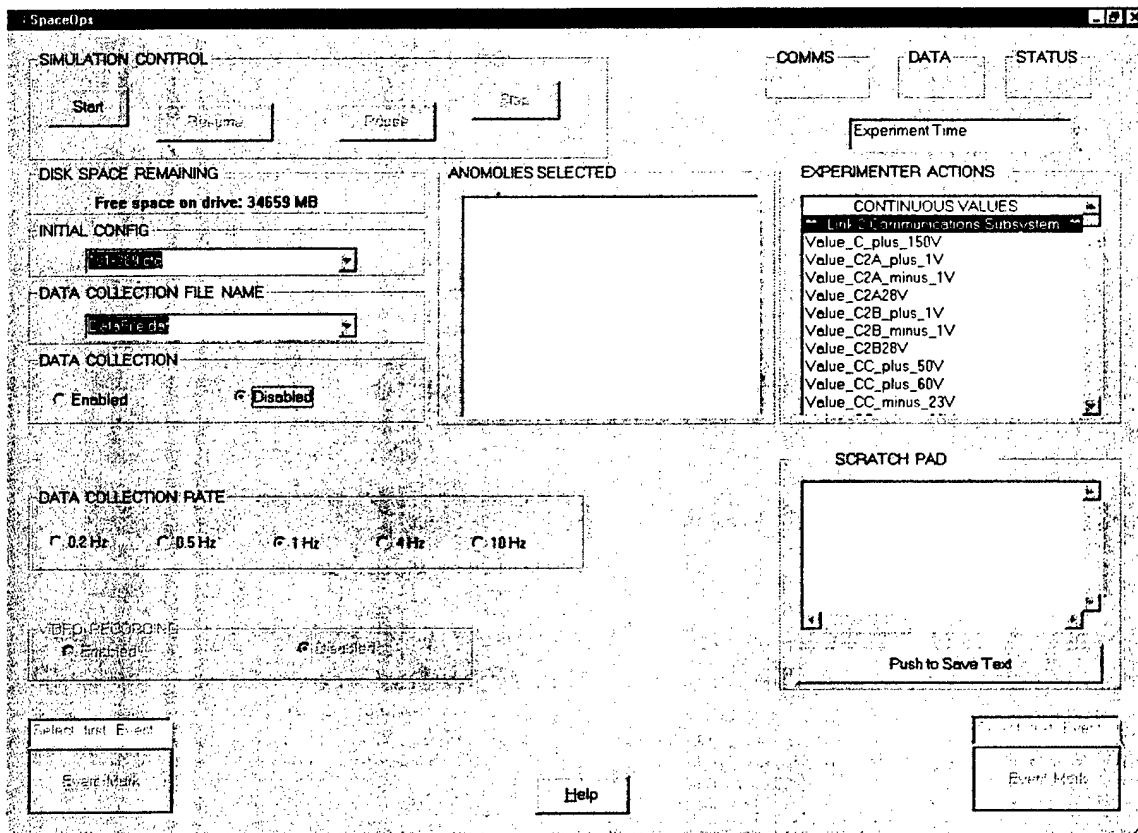 SpaceOps
SIMULATION CONTROL
COMMS
DATA
STATUS
Start
Resume
Pause
Stop
Experiment Time
DISK SPACE REMAINING
Free space on drive: 34659 MB
ANOMOLIES SELECTED
EXPERIMENTER ACTIONS
CONTINUOUS VALUES
** Link 2 Communications Subsystem **
Value_C_plus_150V
Value_C2A_plus_1V
Value_C2A_minus_1V
Value_C2A28V
Value_C2B_plus_1V
Value_C2B_minus_1V
Value_C2B28V
Value_CC_plus_50V
Value_CC_plus_60V
Value_CC_minus_23V
INITIAL CONFIG
DATA COLLECTION FILE NAME
DataFile.dat
DATA COLLECTION
Enabled
Disabled
SCRATCH PAD
Push to Save Text
DATA COLLECTION RATE
0.2 Hz
0.5 Hz
1 Hz
4 Hz
10 Hz
VIDEO RECORDING
Enabled
Disabled
Select first Event
Event Mark
Help
Event
Event Mark